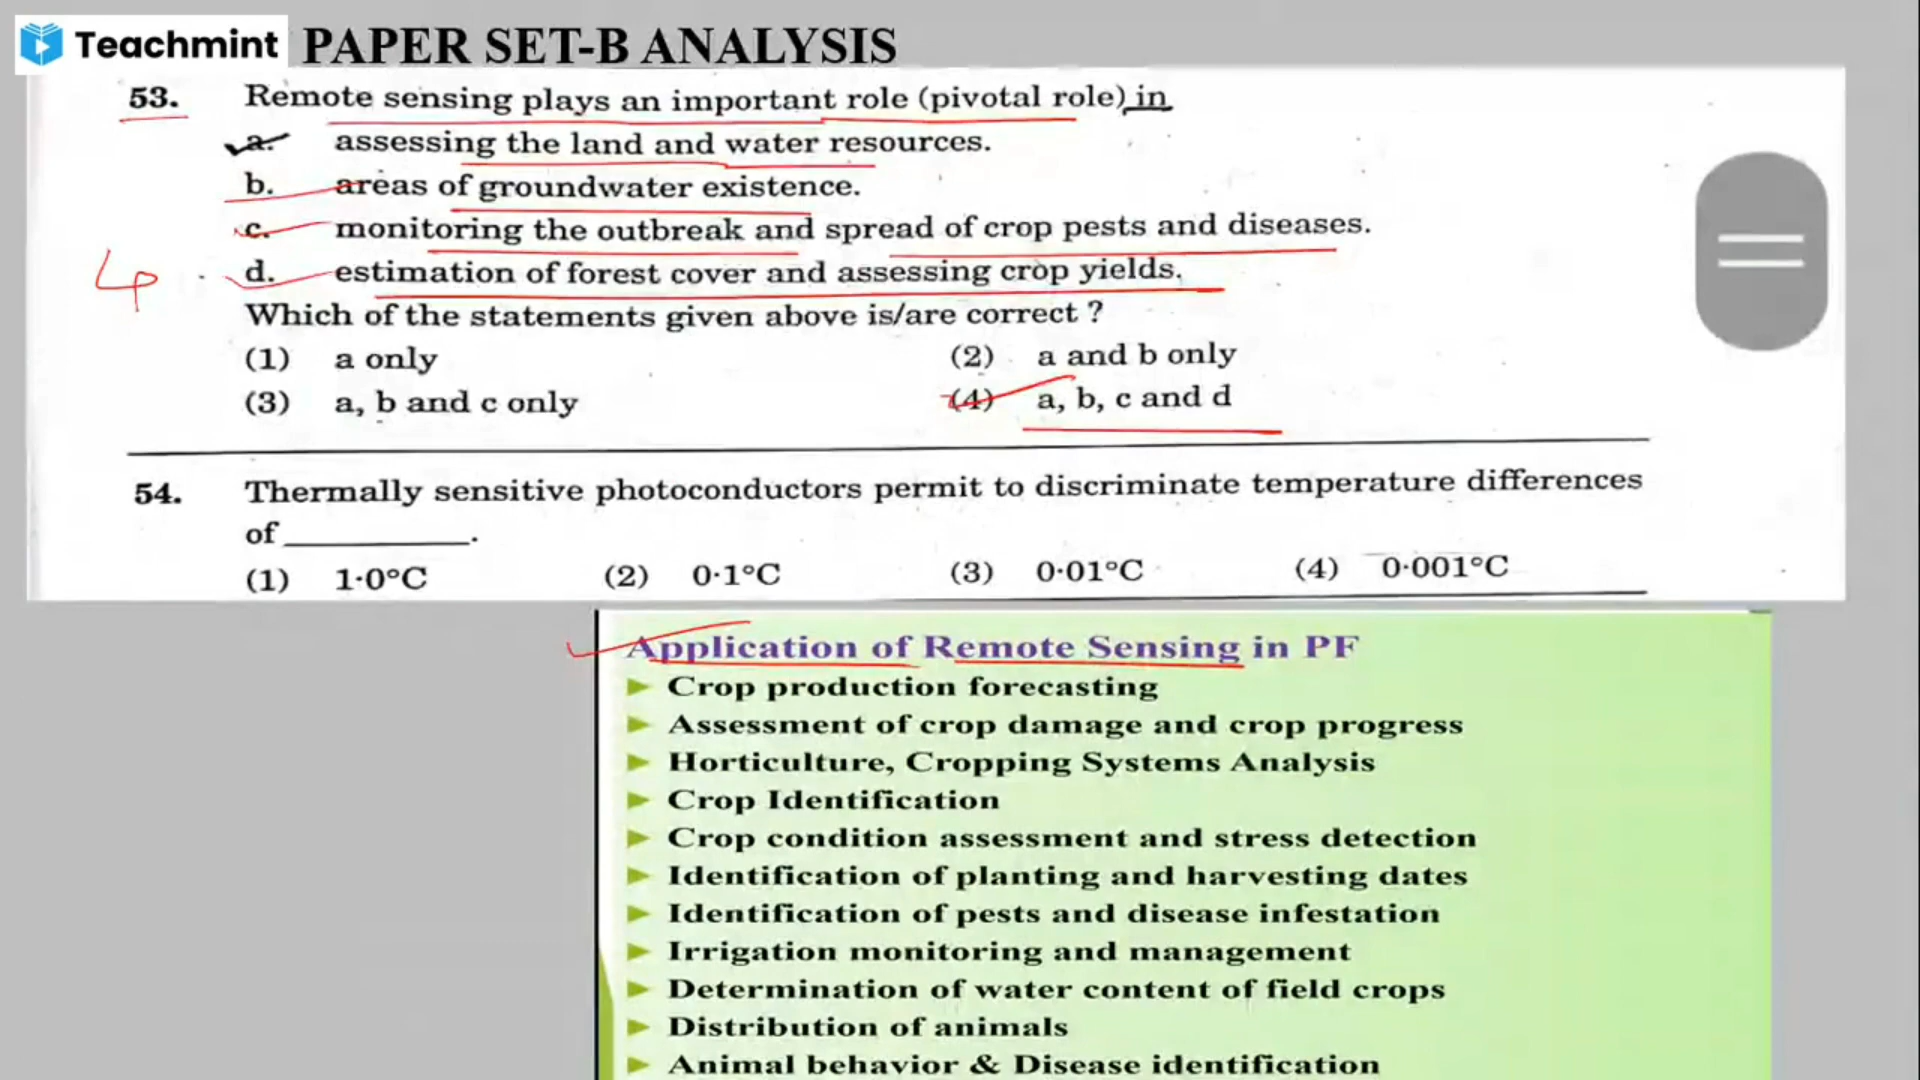 Teachmint PAPER SET-B ANALYSIS
53. Remote sensing plays an important role (pivotal role) in
a. assessing the land and water resources.
b. areas of groundwater existence.
c. monitoring the outbreak and spread of crop pests and diseases.
d. estimation of forest cover and assessing crop yields.
Which of the statements given above is/are correct ?
(1) a only (2) a and b only
(3) a, b and c only (4) a, b, c and d
54. Thermally sensitive photoconductors permit to discriminate temperature differences
of __________.
(1) 1·0°C (2) 0·1°C (3) 0·01°C (4) 0·001°C
Application of Remote Sensing in PF
Crop production forecasting
Assessment of crop damage and crop progress
Horticulture, Cropping Systems Analysis
Crop Identification
Crop condition assessment and stress detection
Identification of planting and harvesting dates
Identification of pests and disease infestation
Irrigation monitoring and management
Determination of water content of field crops
Distribution of animals
Animal behavior & Disease identification